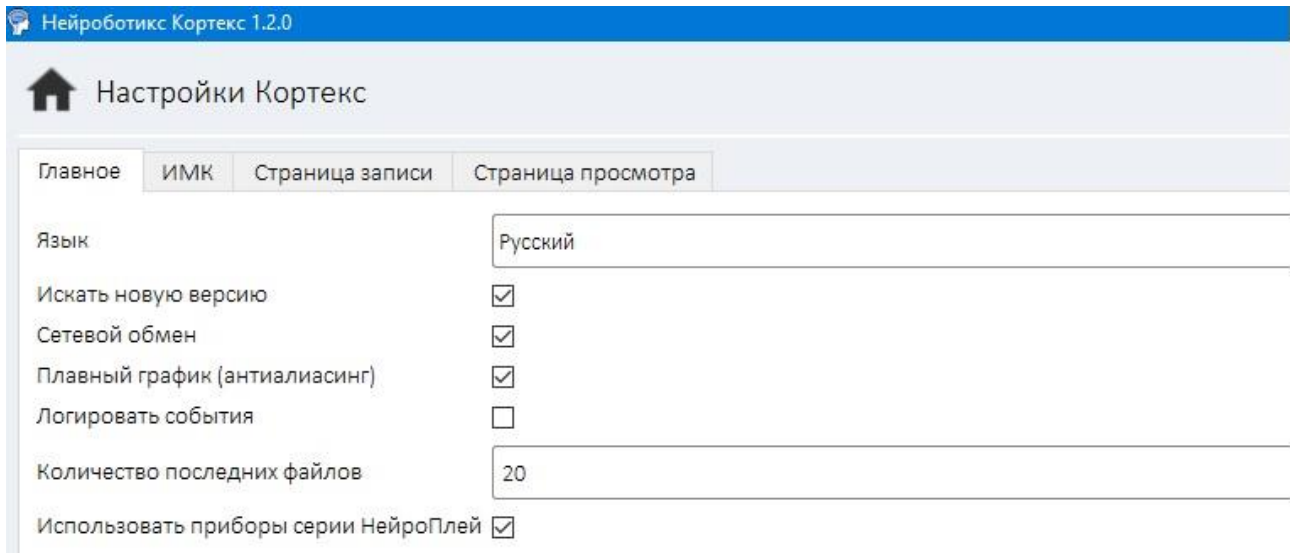 Нейроботикс Кортекс 1.2.0
Настройки Кортекс
Главное ИМК Страница записи Страница просмотра
Язык Русский
Искать новую версию
Сетевой обмен
Плавный график (антиалиасинг)
Логировать события
Количество последних файлов 20
Использовать приборы серии НейроПлей